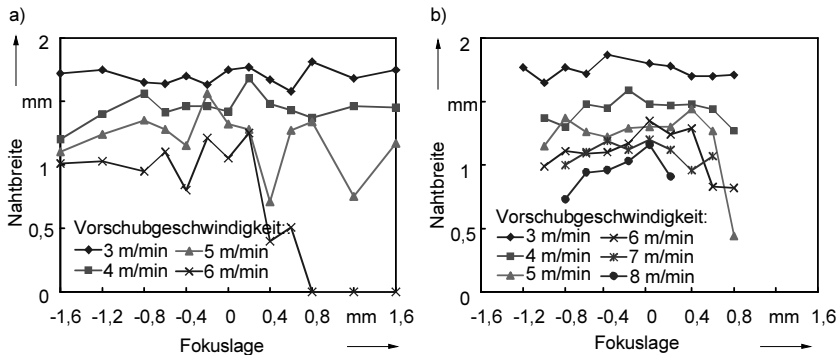 a)
2
mm
1
0,5
0
Nahtbreite
Vorschubgeschwindigkeit:
3 m/min
5 m/min
4 m/min
6 m/min
-1,6 -1,2 -0,8 -0,4 0 0,4 0,8 mm 1,6
Fokuslage
b)
2
mm
1
0,5
0
Nahtbreite
Vorschubgeschwindigkeit:
3 m/min
6 m/min
4 m/min
7 m/min
5 m/min
8 m/min
-1,6 -1,2 -0,8 -0,4 0 0,4 0,8 mm 1,6
Fokuslage